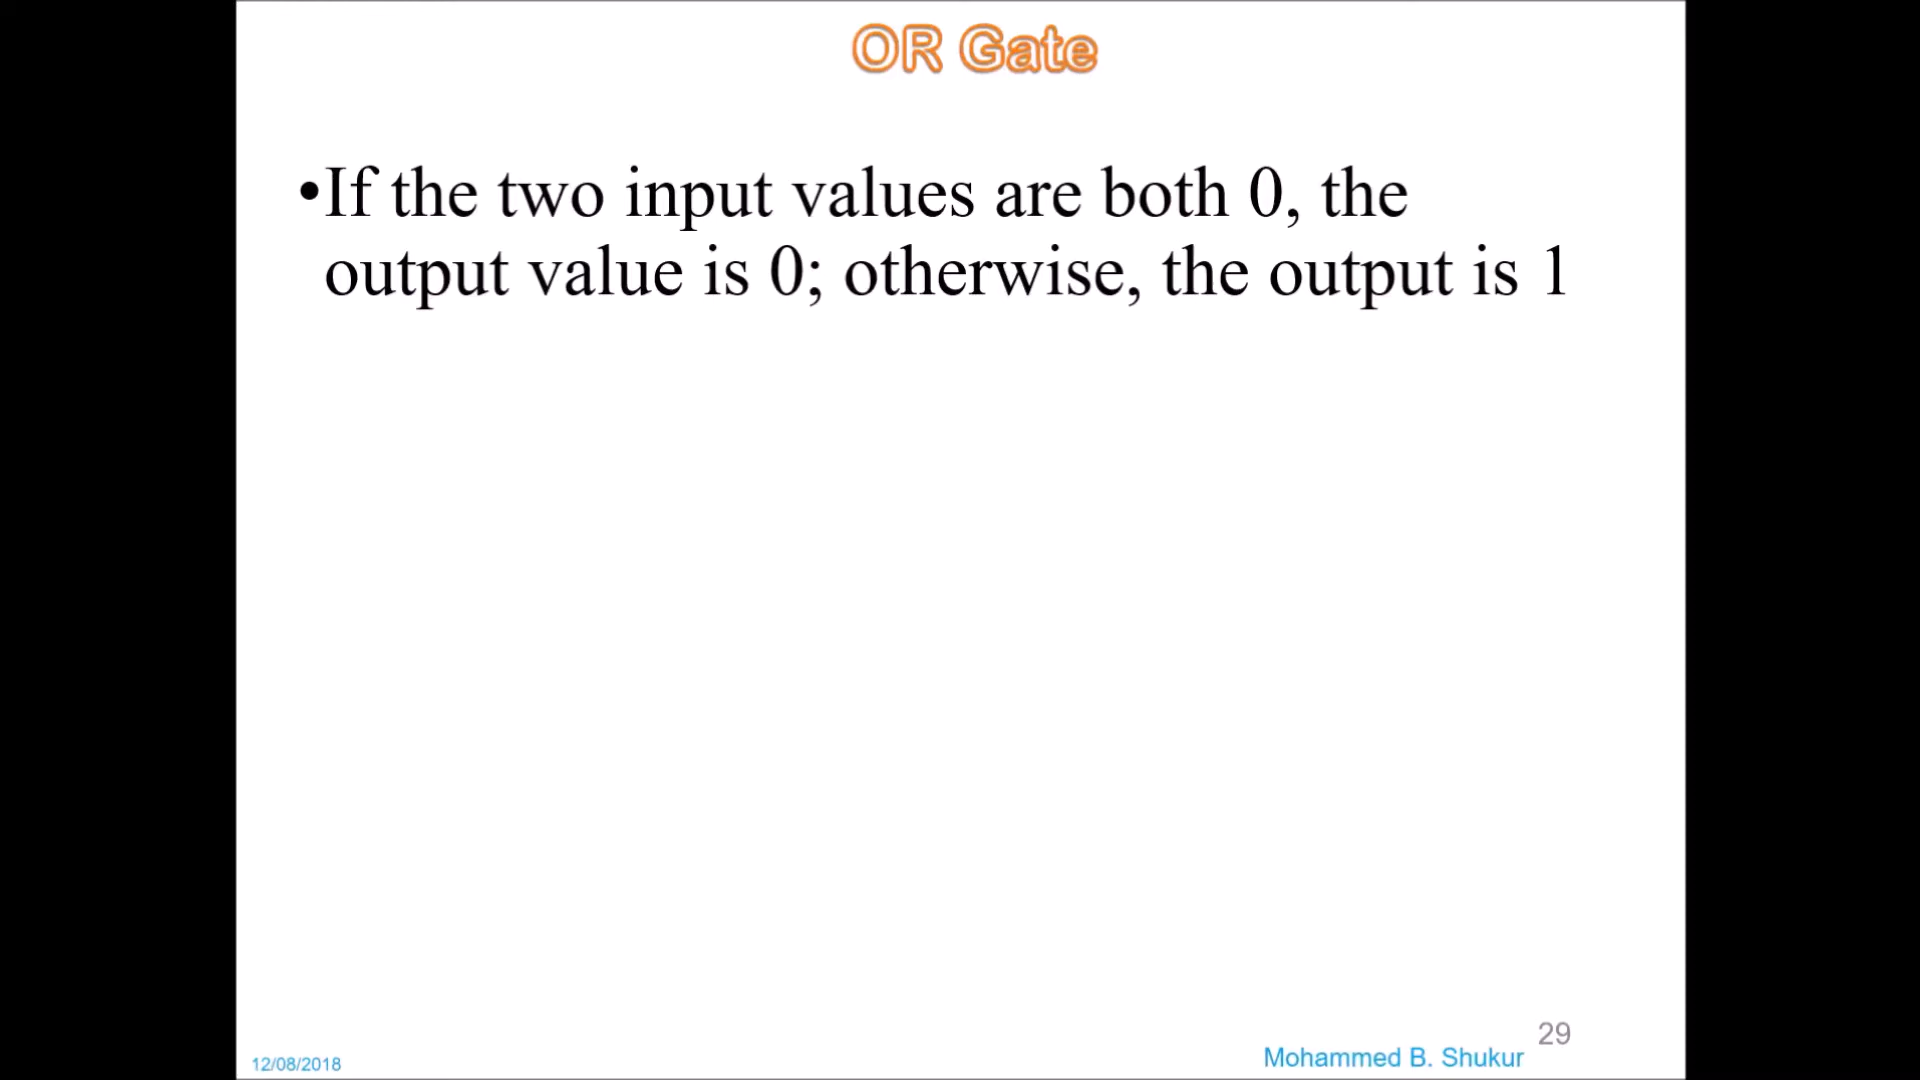 OR Gate
•If the two input values are both 0, the
output value is 0; otherwise, the output is 1
29
12/08/2018
Mohammed B. Shukur